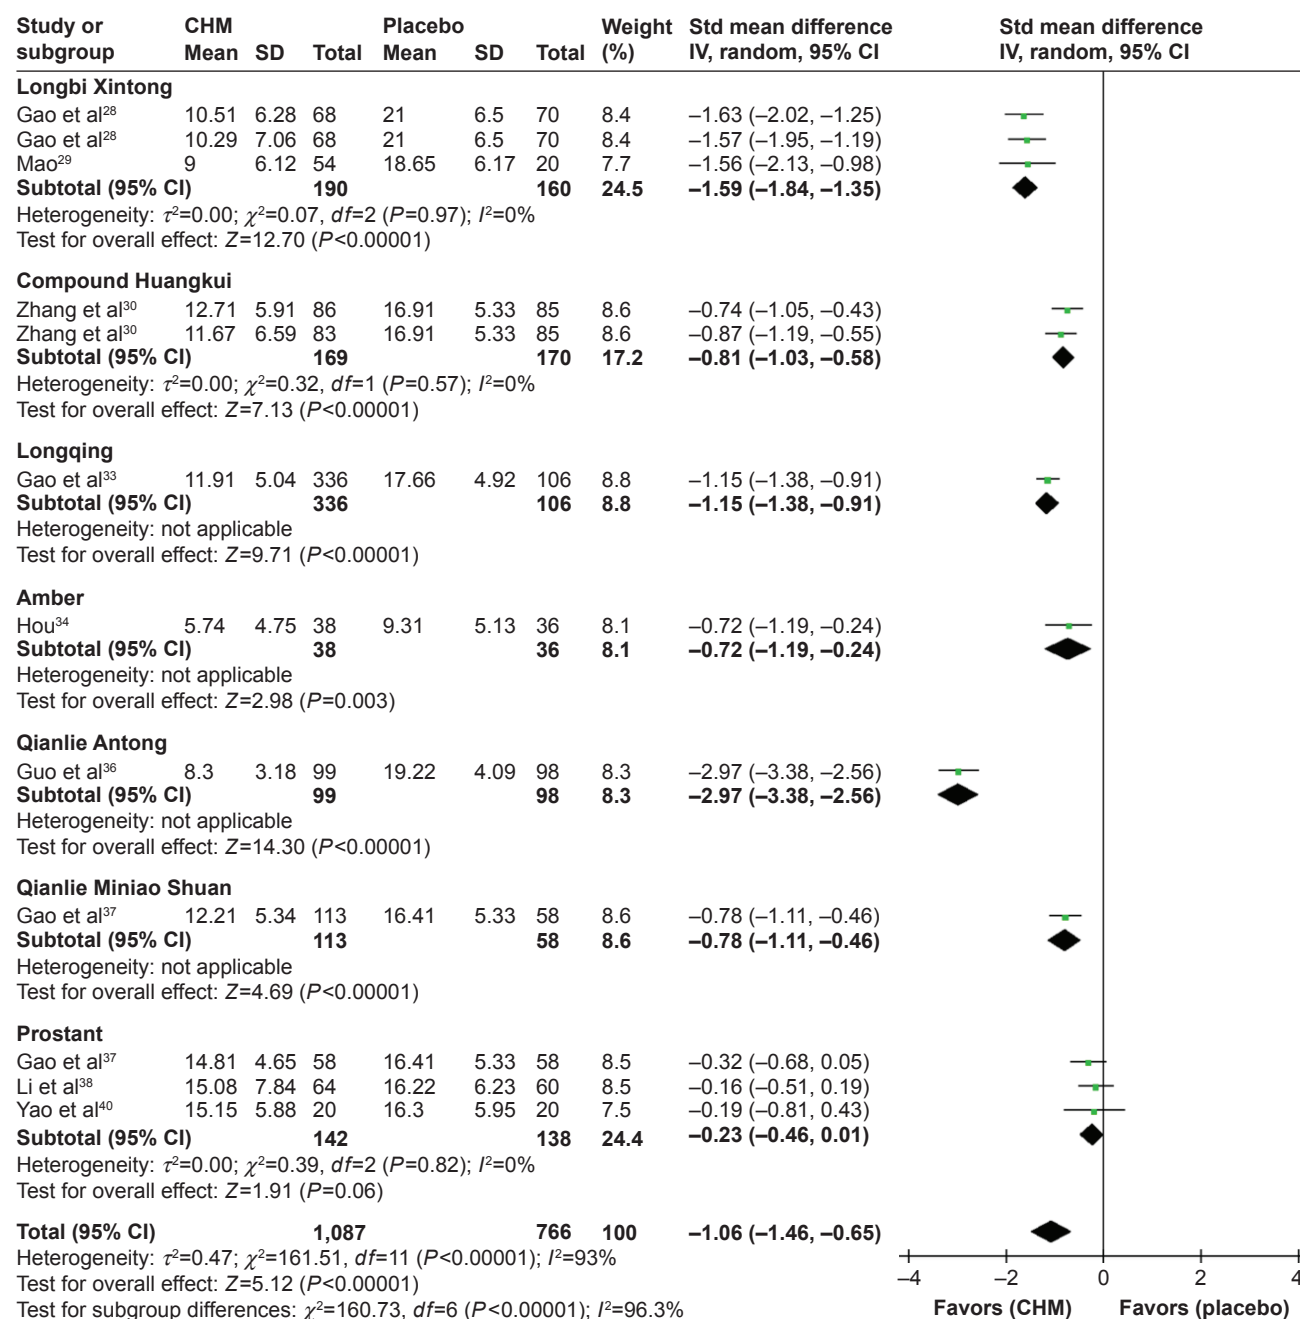 Study or subgroup CHM Placebo Weight (%) Std mean difference IV, random, 95% CI Std mean difference IV, random, 95% CI
Mean SD Total Mean SD Total
Longbi Xintong
Gao et al28 10.51 6.28 68 21 6.5 70 8.4 –1.63 (–2.02, –1.25)
Gao et al28 10.29 7.06 68 21 6.5 70 8.4 –1.57 (–1.95, –1.19)
Mao29 9 6.12 54 18.65 6.17 20 7.7 –1.56 (–2.13, –0.98)
Subtotal (95% CI) 190 160 24.5 –1.59 (–1.84, –1.35)
Heterogeneity: τ2=0.00; χ2=0.07, df=2 (P=0.97); I2=0%
Test for overall effect: Z=12.70 (P<0.00001)
Compound Huangkui
Zhang et al30 12.71 5.91 86 16.91 5.33 85 8.6 –0.74 (–1.05, –0.43)
Zhang et al30 11.67 6.59 83 16.91 5.33 85 8.6 –0.87 (–1.19, –0.55)
Subtotal (95% CI) 169 170 17.2 –0.81 (–1.03, –0.58)
Heterogeneity: τ2=0.00; χ2=0.32, df=1 (P=0.57); I2=0%
Test for overall effect: Z=7.13 (P<0.00001)
Longqing
Gao et al33 11.91 5.04 336 17.66 4.92 106 8.8 –1.15 (–1.38, –0.91)
Subtotal (95% CI) 336 106 8.8 –1.15 (–1.38, –0.91)
Heterogeneity: not applicable
Test for overall effect: Z=9.71 (P<0.00001)
Amber
Hou34 5.74 4.75 38 9.31 5.13 36 8.1 –0.72 (–1.19, –0.24)
Subtotal (95% CI) 38 36 8.1 –0.72 (–1.19, –0.24)
Heterogeneity: not applicable
Test for overall effect: Z=2.98 (P=0.003)
Qianlie Antong
Guo et al36 8.3 3.18 99 19.22 4.09 98 8.3 –2.97 (–3.38, –2.56)
Subtotal (95% CI) 99 98 8.3 –2.97 (–3.38, –2.56)
Heterogeneity: not applicable
Test for overall effect: Z=14.30 (P<0.00001)
Qianlie Miniao Shuan
Gao et al37 12.21 5.34 113 16.41 5.33 58 8.6 –0.78 (–1.11, –0.46)
Subtotal (95% CI) 113 58 8.6 –0.78 (–1.11, –0.46)
Heterogeneity: not applicable
Test for overall effect: Z=4.69 (P<0.00001)
Prostant
Gao et al37 14.81 4.65 58 16.41 5.33 58 8.5 –0.32 (–0.68, 0.05)
Li et al38 15.08 7.84 64 16.22 6.23 60 8.5 –0.16 (–0.51, 0.19)
Yao et al40 15.15 5.88 20 16.3 5.95 20 7.5 –0.19 (–0.81, 0.43)
Subtotal (95% CI) 142 138 24.4 –0.23 (–0.46, 0.01)
Heterogeneity: τ2=0.00; χ2=0.39, df=2 (P=0.82); I2=0%
Test for overall effect: Z=1.91 (P=0.06)
Total (95% CI) 1,087 766 100 –1.06 (–1.46, –0.65)
Heterogeneity: τ2=0.47; χ2=161.51, df=11 (P<0.00001); I2=93%
Test for overall effect: Z=5.12 (P<0.00001)
Test for subgroup differences: χ2=160.73, df=6 (P<0.00001); I2=96.3%
–4 –2 0 2 4
Favors (CHM) Favors (placebo)